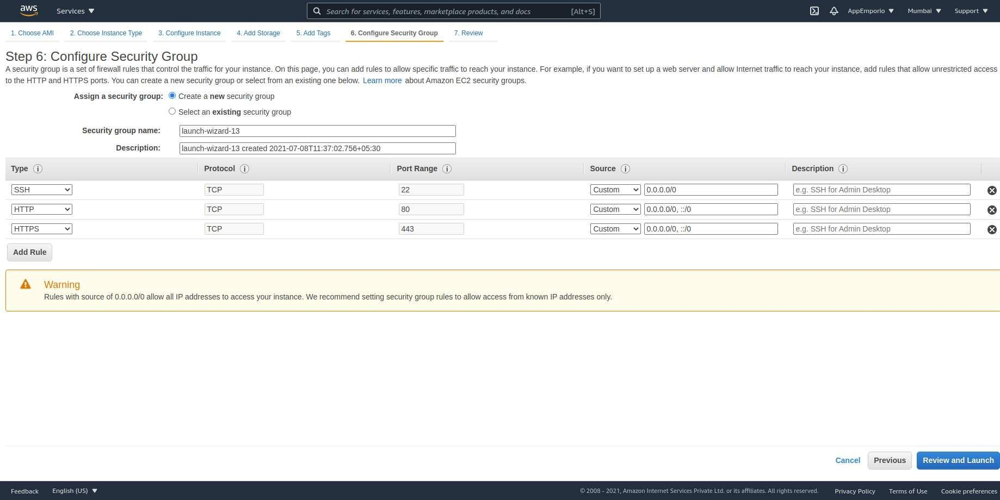 aws Services Search for services, features, marketplace products, and docs [Alt+S] AppEmporio Mumbai Support
1. Choose AMI 2. Choose Instance Type 3. Configure Instance 4. Add Storage 5. Add Tags 6. Configure Security Group 7. Review
Step 6: Configure Security Group
A security group is a set of firewall rules that control the traffic for your instance. On this page, you can add rules to allow specific traffic to reach your instance. For example, if you want to set up a web server and allow Internet traffic to reach your instance, add rules that allow unrestricted access
to the HTTP and HTTPS ports. You can create a new security group or select from an existing one below. Learn more about Amazon EC2 security groups.
Assign a security group: Create a new security group
Select an existing security group
Security group name: launch-wizard-13
Description: launch-wizard-13 created 2021-07-08T11:37:02.756+05:30
Type i Protocol i Port Range i Source i Description i
SSH TCP 22 Custom 0.0.0.0/0 e.g. SSH for Admin Desktop
HTTP TCP 80 Custom 0.0.0.0/0, ::/0 e.g. SSH for Admin Desktop
HTTPS TCP 443 Custom 0.0.0.0/0, ::/0 e.g. SSH for Admin Desktop
Add Rule
Warning
Rules with source of 0.0.0.0/0 allow all IP addresses to access your instance. We recommend setting security group rules to allow access from known IP addresses only.
Cancel Previous Review and Launch
Feedback English (US) © 2008 - 2021, Amazon Internet Services Private Ltd. or its affiliates. All rights reserved. Privacy Policy Terms of Use Cookie preferences